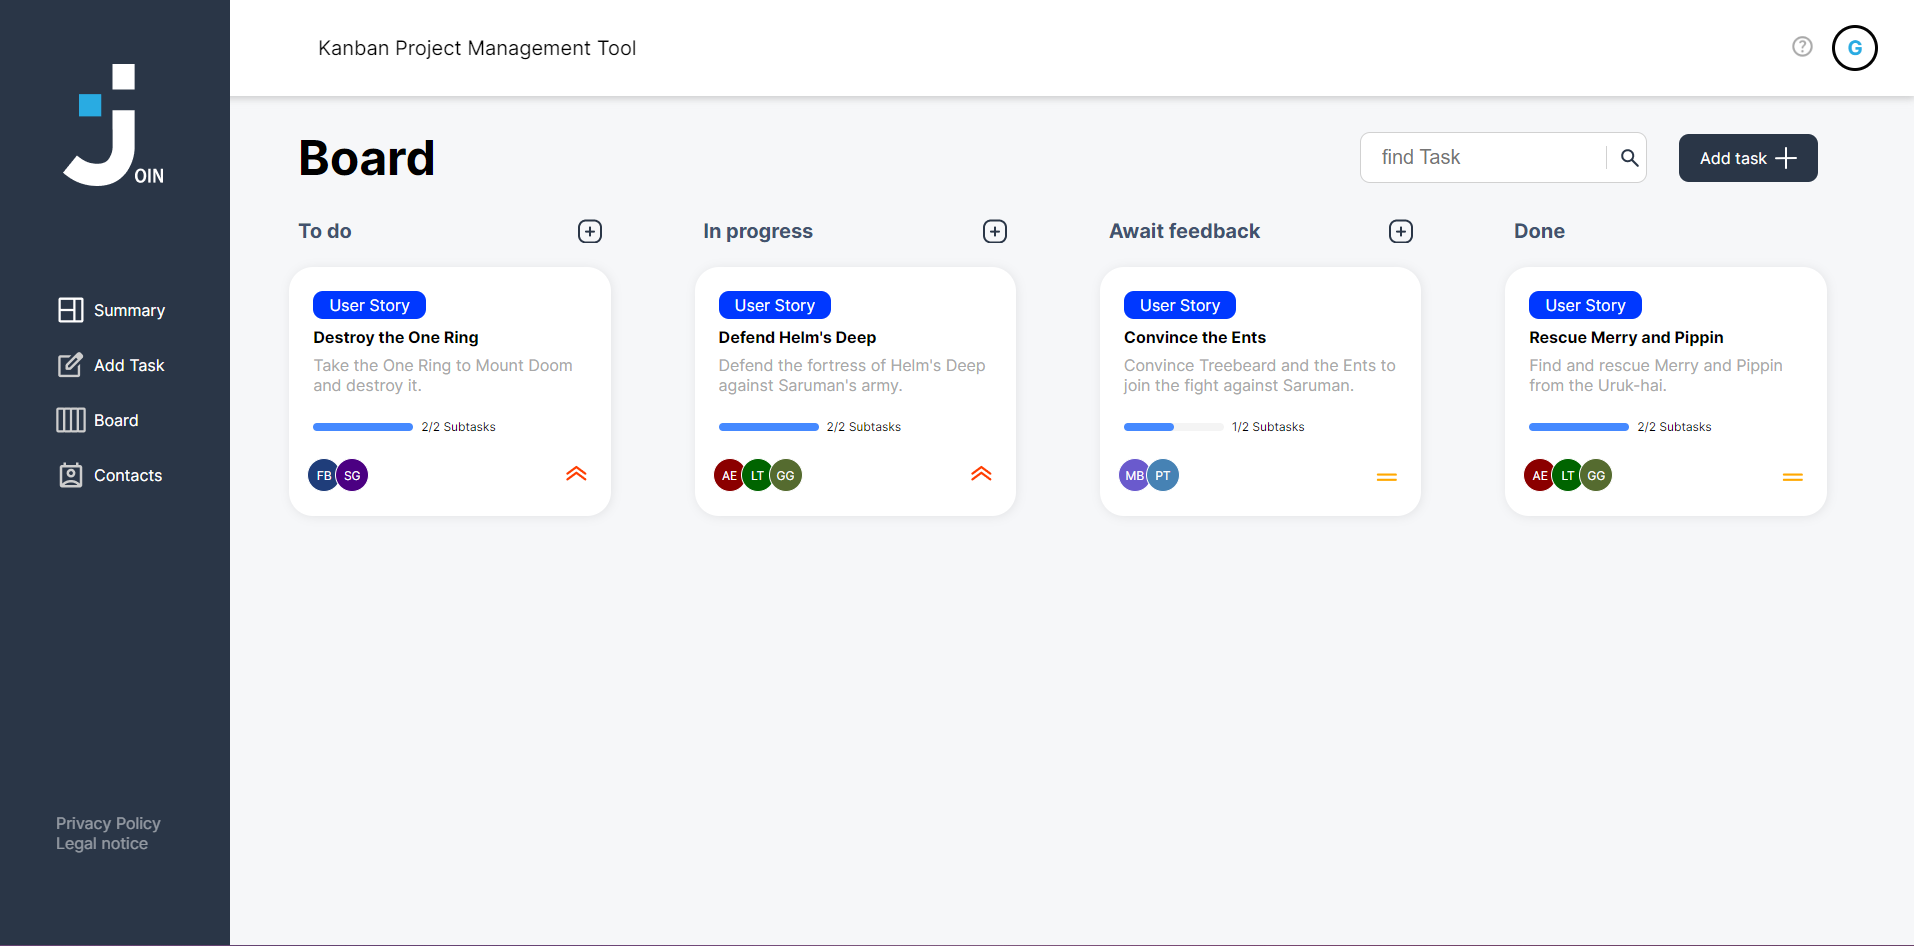 OIN
Summary
Add Task
Board
Contacts
Privacy Policy
Legal notice
Kanban Project Management Tool
?
G
Board
find Task
Add task
To do
User Story
Destroy the One Ring
Take the One Ring to Mount Doom
and destroy it.
2/2 Subtasks
FB SG
In progress
User Story
Defend Helm's Deep
Defend the fortress of Helm's Deep
against Saruman's army.
2/2 Subtasks
AE LT GG
Await feedback
User Story
Convince the Ents
Convince Treebeard and the Ents to
join the fight against Saruman.
1/2 Subtasks
MB PT
Done
User Story
Rescue Merry and Pippin
Find and rescue Merry and Pippin
from the Uruk-hai.
2/2 Subtasks
AE LT GG